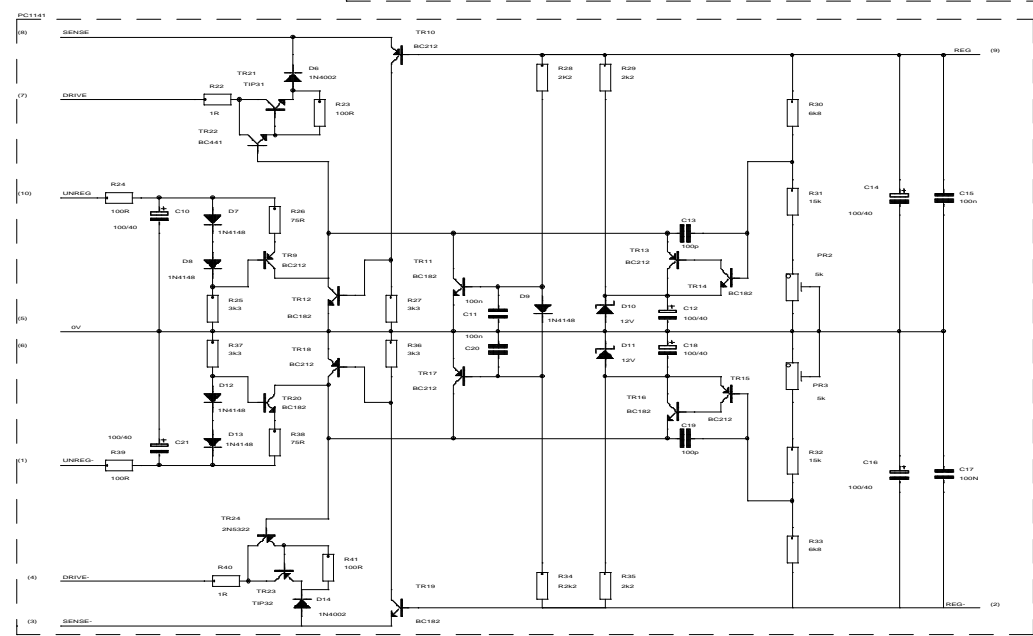 PC1141
(8) SENSE
TR10
BC212
REG (9)
D6
1N4002
R28
2K2
R29
2k2
TR21
TIP31
R22
1R
(7) DRIVE
R23
100R
R30
6k8
TR22
BC441
R24
100R
(10) UNREG
C10
100/40
D7
1N4148
R26
75R
R31
15k
C14
100/40
C15
100n
C13
100p
D8
1N4148
TR9
BC212
TR11
BC182
TR13
BC212
TR14
BC182
PR2
5k
R25
3k3
TR12
BC182
R27
3k3
100n
C11
D9
1N4148
D10
12V
C12
100/40
(5) 0V
(6)
R37
3k3
TR18
BC212
R36
3k3
100n
C20
D11
12V
C18
100/40
TR17
BC212
PR3
5k
D12
1N4148
TR20
BC182
TR15
BC212
TR16
BC182
C19
100p
100/40
C21
D13
1N4148
R38
75R
R39
100R
(1) UNREG-
R32
15k
C16
100/40
C17
100N
TR24
2N5322
R41
100R
R33
6k8
R40
1R
(4) DRIVE-
TR23
TIP32
D14
1N4002
TR19
BC182
R34
R2k2
R35
2k2
REG- (2)
(3) SENSE-